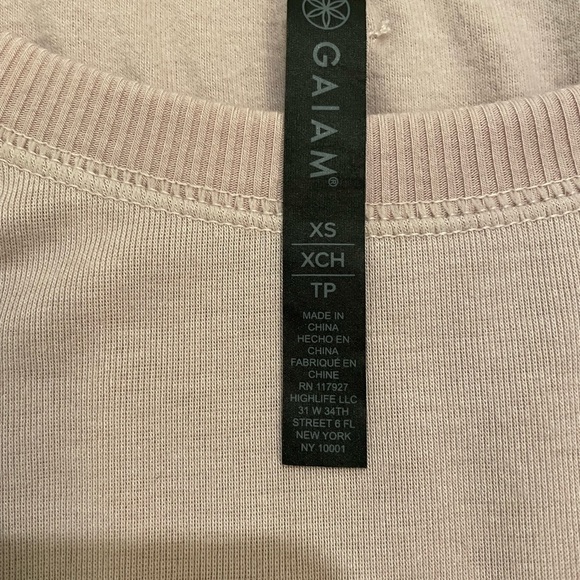 GAIAM®
XS
XCH
TP
MADE IN
CHINA
HECHO EN
CHINA
FABRIQUÉ EN
CHINE
RN 117927
HIGHLIFE LLC
31 W 34TH
STREET 6 FL
NEW YORK
NY 10001